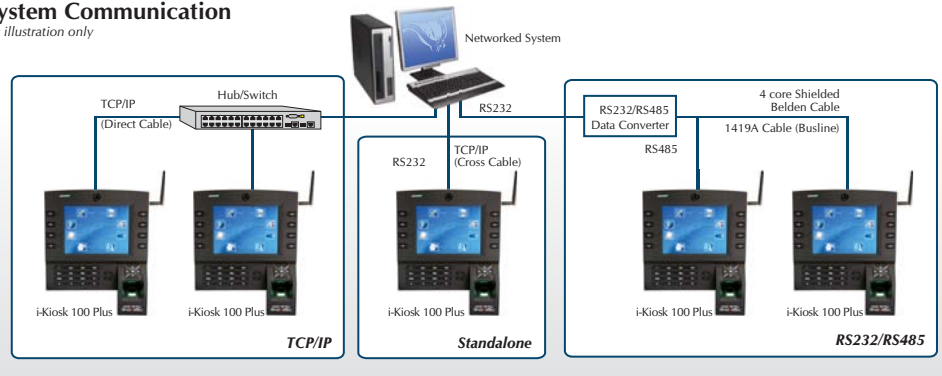 ystem Communication
illustration only
Networked System
TCP/IP
(Direct Cable)
Hub/Switch
RS232
RS232/RS485
Data Converter
4 core Shielded
Belden Cable
1419A Cable (Busline)
RS485
RS232
TCP/IP
(Cross Cable)
i-Kiosk 100 Plus
i-Kiosk 100 Plus
i-Kiosk 100 Plus
i-Kiosk 100 Plus
i-Kiosk 100 Plus
TCP/IP
Standalone
RS232/RS485